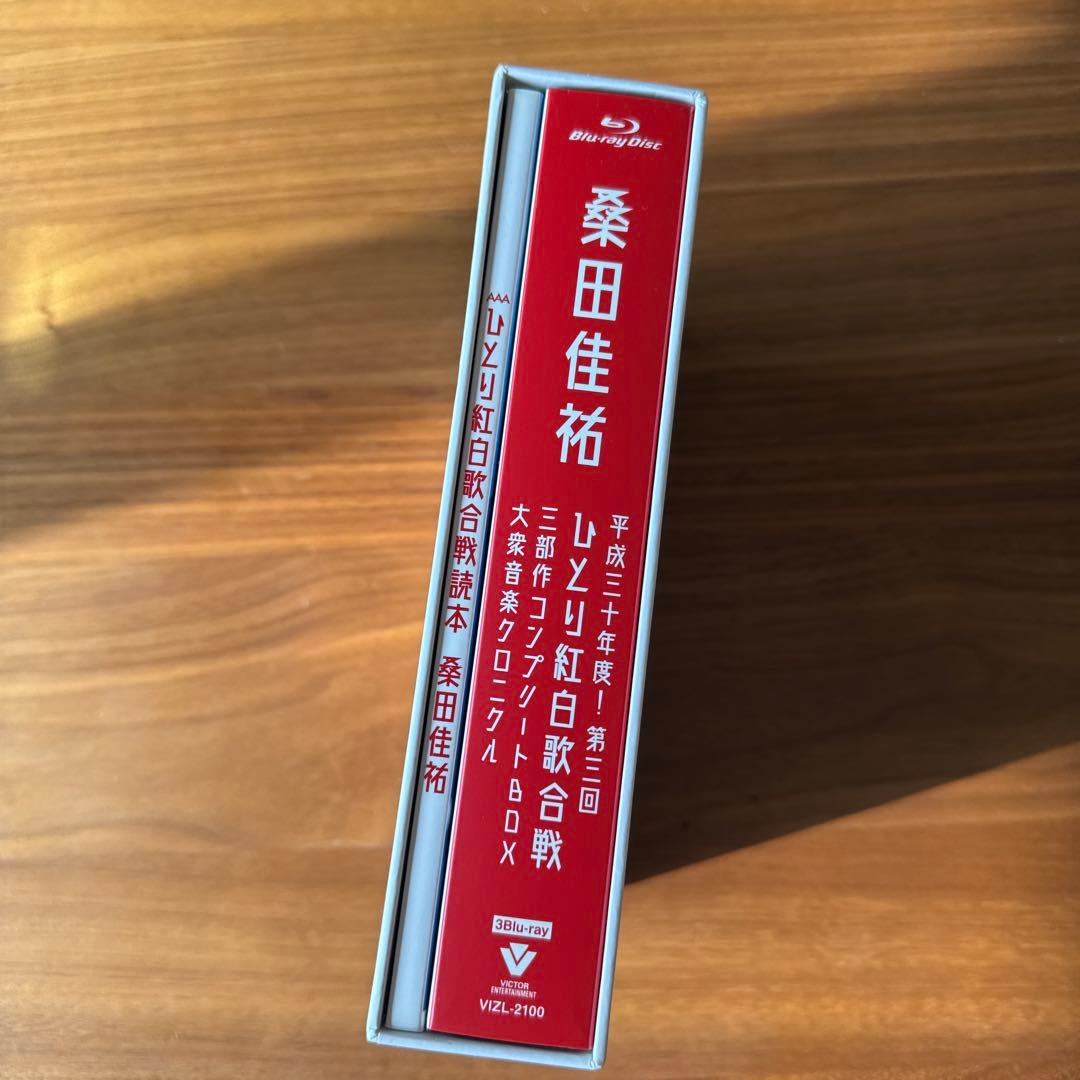 Blu-ray Disc
桑田佳祐
平成三十年度!第三回
ひとり紅白歌合戦
三部作コンプリートBOX
大衆音楽クロニクル
3Blu-ray
VICTOR
ENTERTAINMENT
VIZL-2100
AAA
ひとり紅白歌合戦読本 桑田佳祐